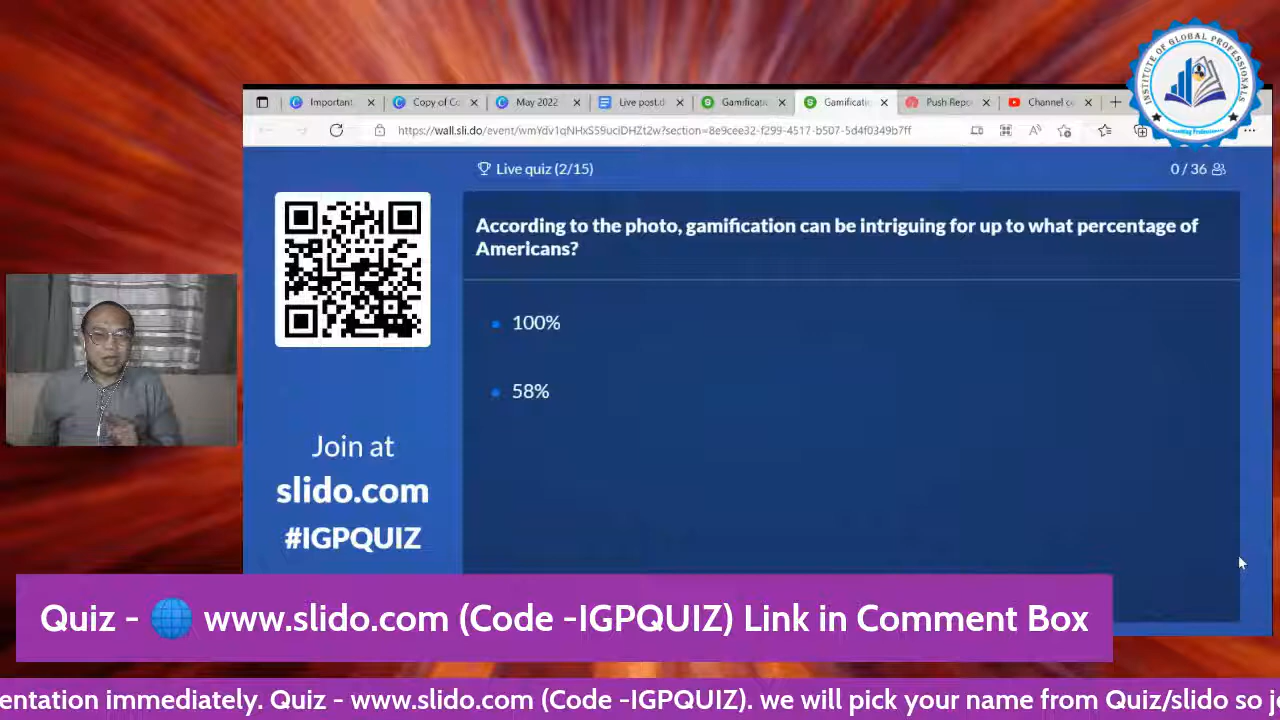 INSTITUTE OF GLOBAL PROFESSIONALS
Important
Copy of Co
May 2022
Live post.d
Gamificati
Gamificatio
Push Repo
Channel co
https://wall.sli.do/event/wmYdv1qNHxS59uciDHZt2w?section=8e9cee32-f299-4517-b507-5d4f0349b7ff
Live quiz (2/15)
0 / 36
According to the photo, gamification can be intriguing for up to what percentage of
Americans?
100%
58%
Join at
slido.com
#IGPQUIZ
Quiz - www.slido.com (Code -IGPQUIZ) Link in Comment Box
entation immediately. Quiz - www.slido.com (Code -IGPQUIZ). we will pick your name from Quiz/slido so j